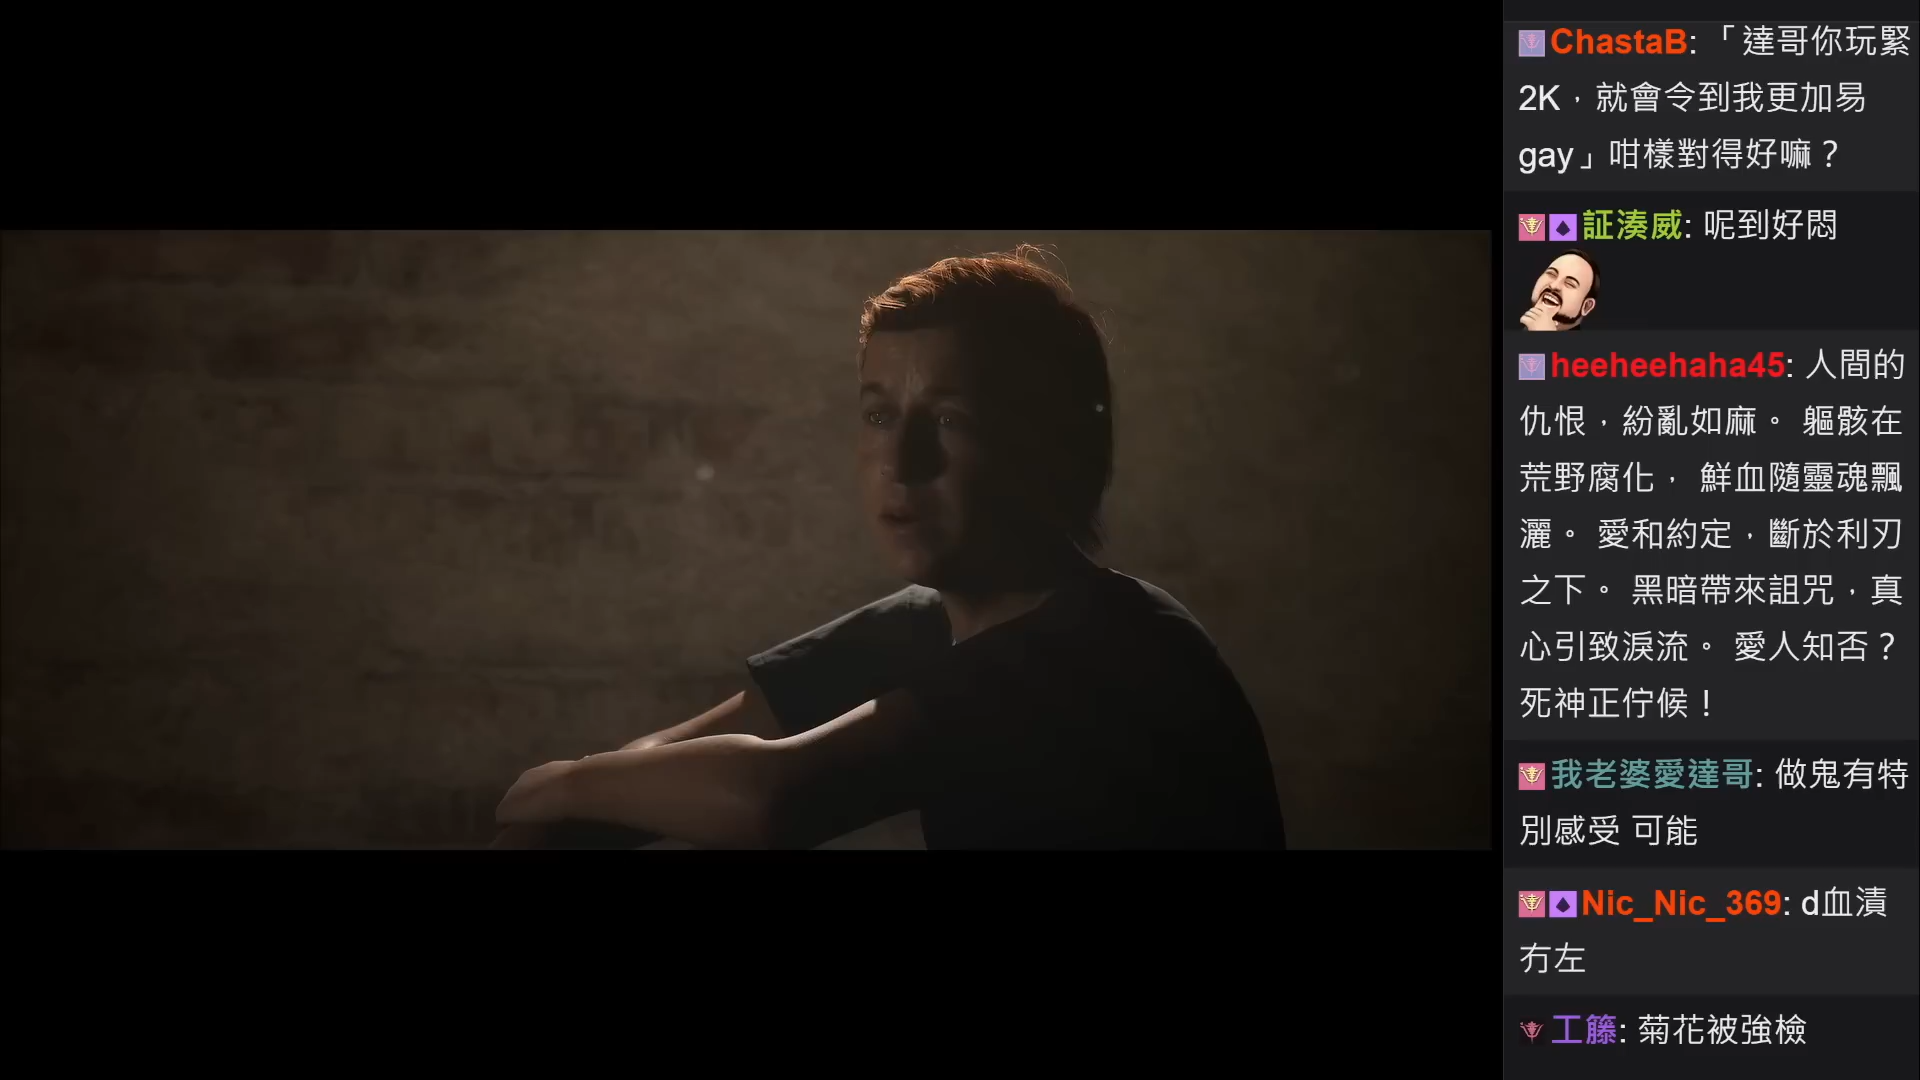 ChastaB: 「達哥你玩緊
2K，就會令到我更加易
gay」咁樣對得好嘛？
証湊威: 呢到好悶
heeheehaha45: 人間的
仇恨，紛亂如麻。 軀骸在
荒野腐化， 鮮血隨靈魂飄
灑。 愛和約定，斷於利刃
之下。 黑暗帶來詛咒，真
心引致淚流。 愛人知否？
死神正佇候！
我老婆愛達哥: 做鬼有特
別感受 可能
Nic_Nic_369: d血漬
冇左
工籐: 菊花被強檢